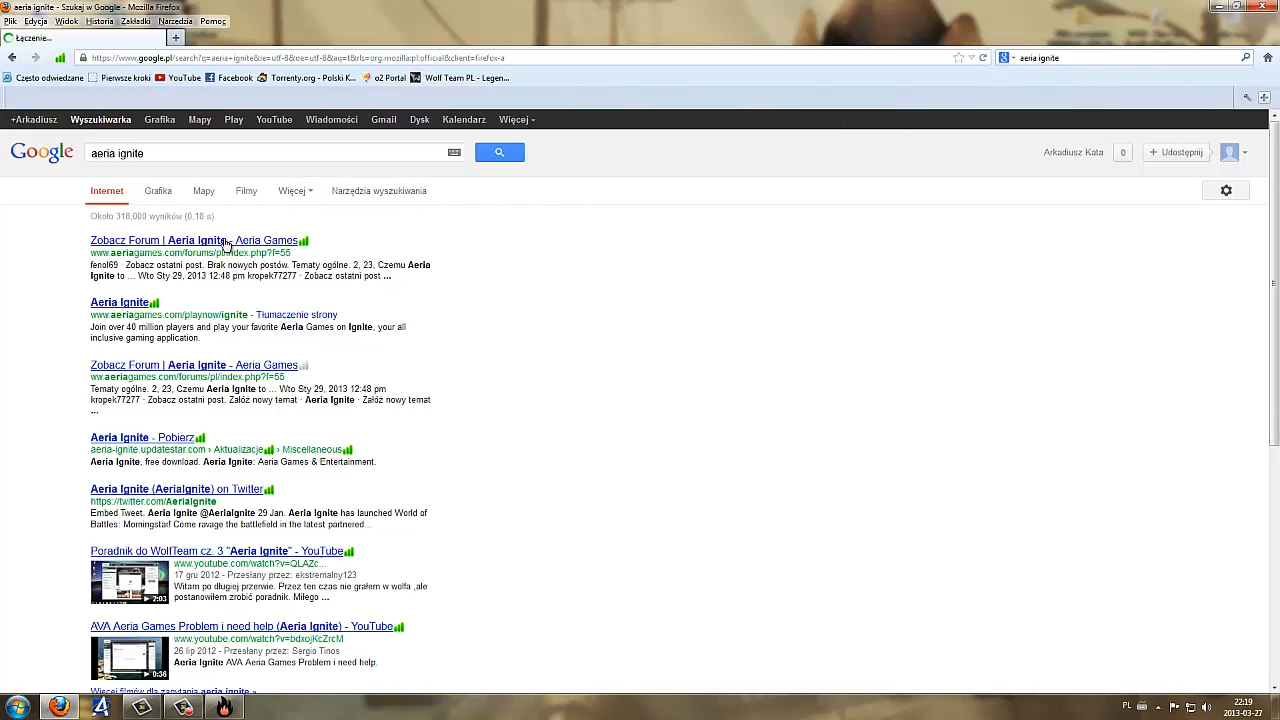 aeria ignite - Szukaj w Google - Mozilla Firefox
Plik Edycja Widok Historia Zakładki Narzędzia Pomoc
Łączenie...
https://www.google.pl/search?q=aeria+ignite&ie=utf-8&oe=utf-8&aq=t&rls=org.mozilla:pl:official&client=firefox-a
aeria ignite
Często odwiedzane Pierwsze kroki YouTube Facebook Torrenty.org - Polski K... o2 Portal Wolf Team PL - Legen...
+Arkadiusz Wyszukiwarka Grafika Mapy Play YouTube Wiadomości Gmail Dysk Kalendarz Więcej
Google aeria ignite Arkadiusz Kata 0 + Udostępnij
Internet Grafika Mapy Filmy Więcej Narzędzia wyszukiwania
Około 318,000 wyników (0,18 s)
Zobacz Forum | Aeria Ignite - Aeria Games
www.aeriagames.com/forums/pl/index.php?f=55
fenol69 · Zobacz ostatni post. Brak nowych postów. Tematy ogólne. 2, 23, Czemu Aeria
Ignite to ... Wto Sty 29, 2013 12:48 pm kropek77277 · Zobacz ostatni post ...
Aeria Ignite
www.aeriagames.com/playnow/ignite - Tłumaczenie strony
Join over 40 million players and play your favorite Aeria Games on Ignite, your all
inclusive gaming application.
Zobacz Forum | Aeria Ignite - Aeria Games
ww.aeriagames.com/forums/pl/index.php?f=55
Tematy ogólne. 2, 23, Czemu Aeria Ignite to ... Wto Sty 29, 2013 12:48 pm
kropek77277 · Zobacz ostatni post. Załóż nowy temat · Aeria Ignite · Załóż nowy temat
...
Aeria Ignite - Pobierz
aeria-ignite.updatestar.com › Aktualizacje › Miscellaneous
Aeria Ignite, free download. Aeria Ignite: Aeria Games & Entertainment.
Aeria Ignite (AeriaIgnite) on Twitter
https://twitter.com/AeriaIgnite
Embed Tweet. Aeria Ignite @AeriaIgnite 29 Jan. Aeria Ignite has launched World of
Battles: Morningstar! Come ravage the battlefield in the latest partnered...
Poradnik do WolfTeam cz. 3 "Aeria Ignite" - YouTube
www.youtube.com/watch?v=QLAZc...
17 gru 2012 - Przesłany przez: ekstremalny123
Witam po długiej przerwie. Przez ten czas nie grałem w wolfa ,ale
postanowiłem zrobić poradnik. Miłego ...
2:03
AVA Aeria Games Problem i need help (Aeria Ignite) - YouTube
www.youtube.com/watch?v=bdxojKcZrcM
26 lip 2012 - Przesłany przez: Sergio Tinos
Aeria Ignite AVA Aeria Games Problem i need help.
0:36
Więcej filmów dla zapytania aeria ignite »
PL 22:19
2013-03-27